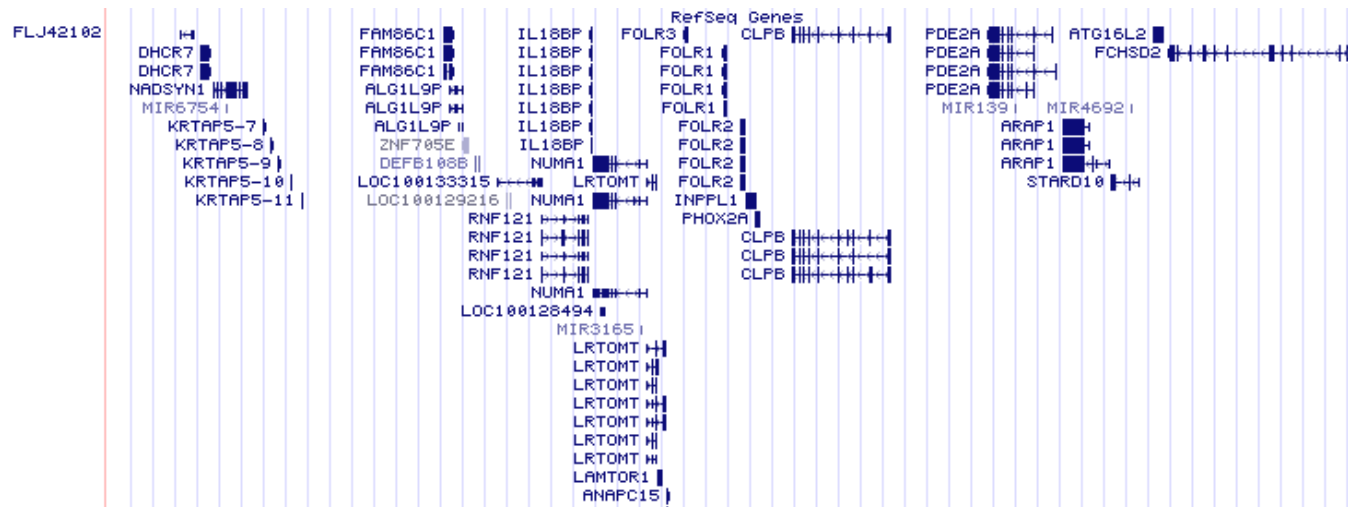 RefSeq Genes
FLJ42102 FAM86C1 IL18BP FOLR3 CLPB PDE2A ATG16L2
DHCR7 FAM86C1 IL18BP FOLR1 PDE2A FCHSD2
DHCR7 FAM86C1 IL18BP FOLR1 PDE2A
NADSYN1 ALG1L9P IL18BP FOLR1 PDE2A
MIR6754 ALG1L9P IL18BP FOLR1 MIR139 MIR4692
KRTAP5-7 ALG1L9P IL18BP FOLR2 ARAP1
KRTAP5-8 ZNF705E IL18BP FOLR2 ARAP1
KRTAP5-9 DEFB108B NUMA1 FOLR2 ARAP1
KRTAP5-10 LOC100133315 LRTOMT FOLR2 STARD10
KRTAP5-11 LOC100129216 NUMA1 INPPL1
RNF121 PHOX2A
RNF121 CLPB
RNF121 CLPB
RNF121 CLPB
NUMA1
LOC100128494
MIR3165
LRTOMT
LRTOMT
LRTOMT
LRTOMT
LRTOMT
LRTOMT
LRTOMT
LAMTOR1
ANAPC15